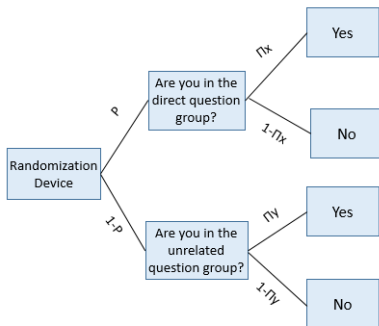 Randomization
Device
P
1-P
Are you in the
direct question
group?
Πx
1-Πx
Yes
No
Are you in the
unrelated
question group?
Πy
1-Πy
Yes
No